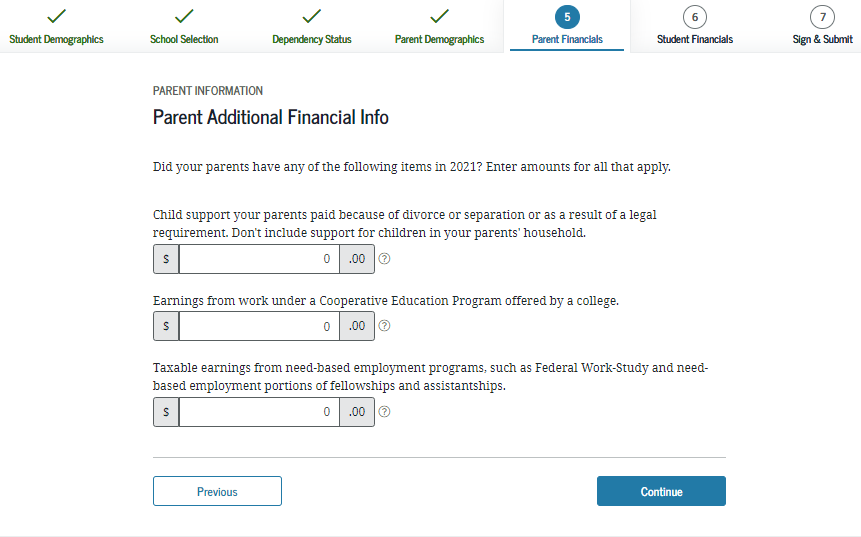 Student Demographics
School Selection
Dependency Status
Parent Demographics
5
Parent Financials
6
Student Financials
7
Sign & Submit
PARENT INFORMATION
Parent Additional Financial Info
Did your parents have any of the following items in 2021? Enter amounts for all that apply.
Child support your parents paid because of divorce or separation or as a result of a legal
requirement. Don't include support for children in your parents' household.
$ 0 .00 ?
Earnings from work under a Cooperative Education Program offered by a college.
$ 0 .00 ?
Taxable earnings from need-based employment programs, such as Federal Work-Study and need-
based employment portions of fellowships and assistantships.
$ 0 .00 ?
Previous
Continue